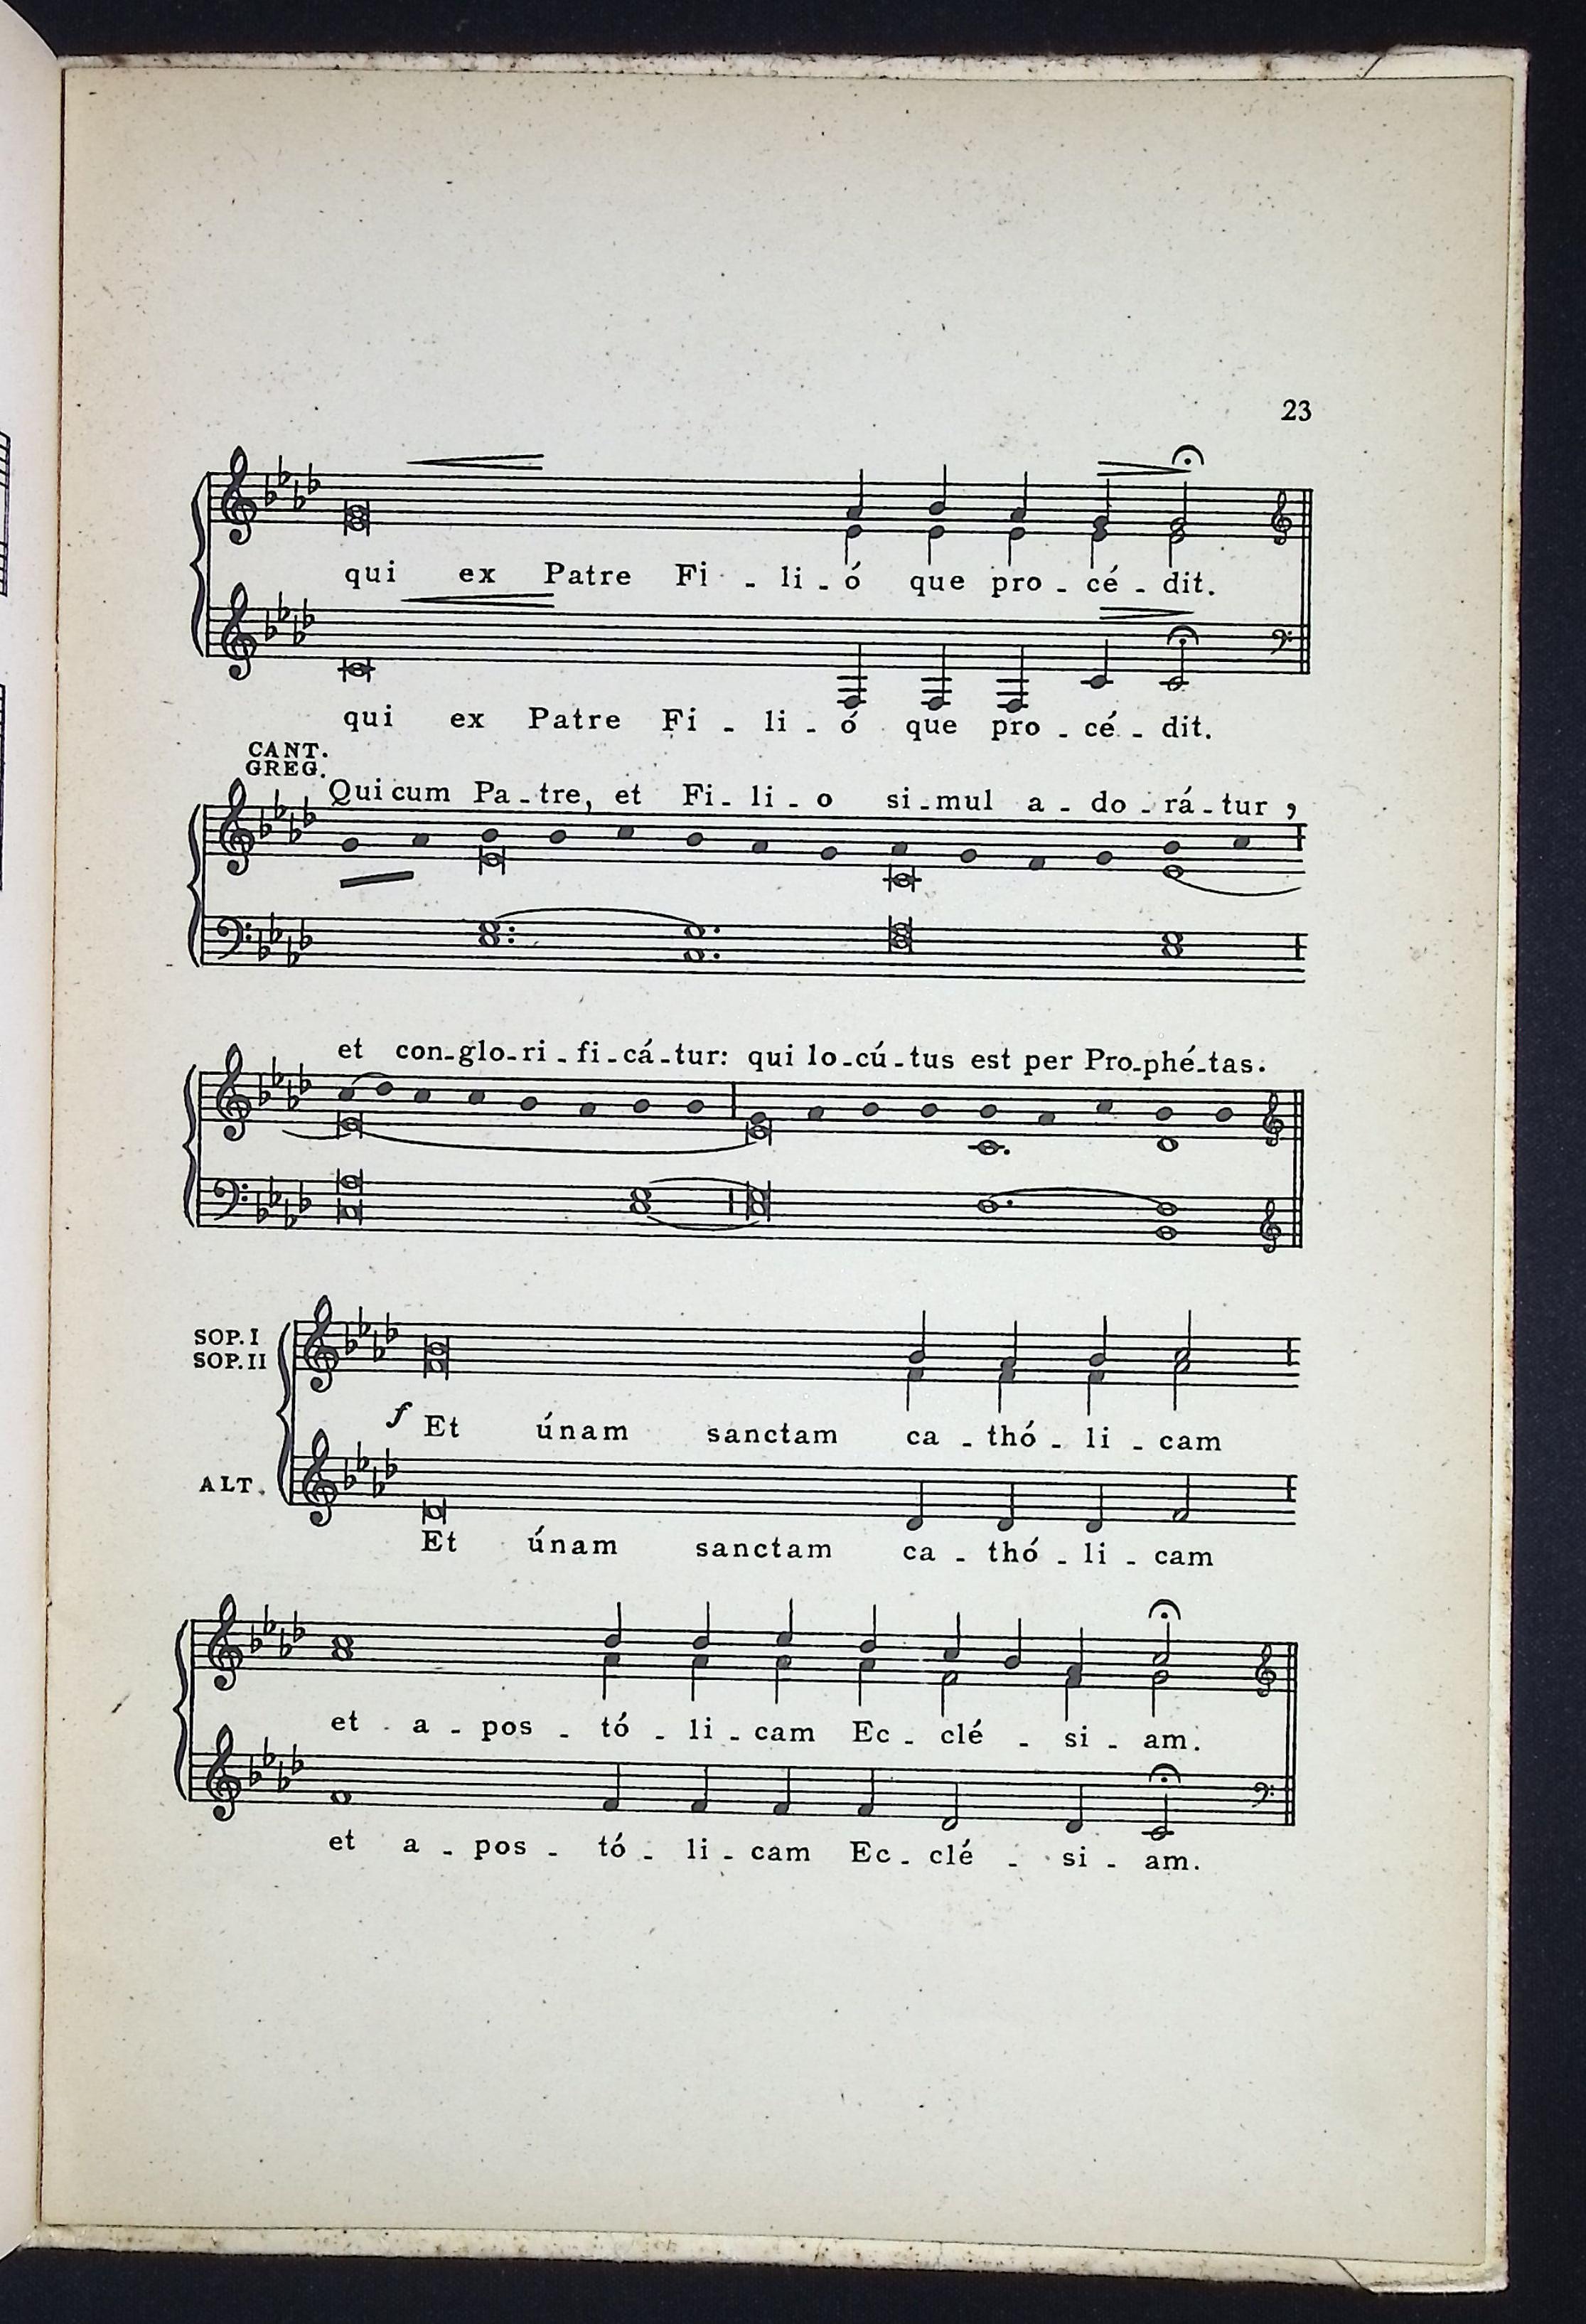 23
qui ex Patre Fi - li - ó que pro - cé - dit.
qui ex Patre Fi - li - ó que pro - cé - dit.
CANT.
GREG.
Qui cum Pa - tre, et Fi - li - o si - mul a - do - rá - tur,
et con - glo - ri - fi - cá - tur: qui lo - cú - tus est per Pro - phé - tas.
SOP. I
SOP. II
f Et únam sanctam ca - thó - li - cam
ALT.
Et únam sanctam ca - thó - li - cam
et a - pos - tó - li - cam Ec - clé - si - am.
et a - pos - tó - li - cam Ec - clé - si - am.